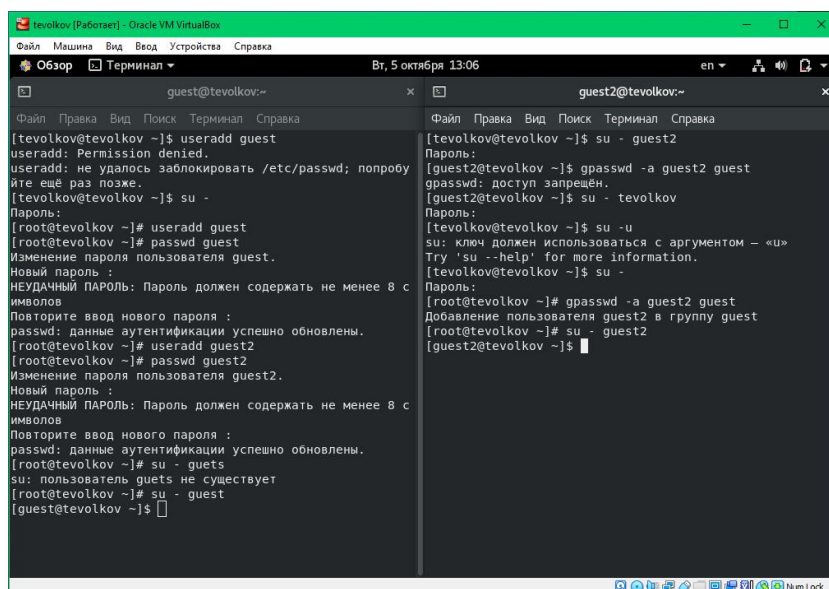 tevolkov [Работает] - Oracle VM VirtualBox
Файл Машина Вид Ввод Устройства Справка
Обзор Терминал Вт, 5 октября 13:06 en
guest@tevolkov:~
Файл Правка Вид Поиск Терминал Справка
[tevolkov@tevolkov ~]$ useradd guest
useradd: Permission denied.
useradd: не удалось заблокировать /etc/passwd; попробу
йте ещё раз позже.
[tevolkov@tevolkov ~]$ su -
Пароль:
[root@tevolkov ~]# useradd guest
[root@tevolkov ~]# passwd guest
Изменение пароля пользователя guest.
Новый пароль :
НЕУДАЧНЫЙ ПАРОЛЬ: Пароль должен содержать не менее 8 с
имволов
Повторите ввод нового пароля :
passwd: данные аутентификации успешно обновлены.
[root@tevolkov ~]# useradd guest2
[root@tevolkov ~]# passwd guest2
Изменение пароля пользователя guest2.
Новый пароль :
НЕУДАЧНЫЙ ПАРОЛЬ: Пароль должен содержать не менее 8 с
имволов
Повторите ввод нового пароля :
passwd: данные аутентификации успешно обновлены.
[root@tevolkov ~]# su - guets
su: пользователь guets не существует
[root@tevolkov ~]# su - guest
[guest@tevolkov ~]$
guest2@tevolkov:~
Файл Правка Вид Поиск Терминал Справка
[tevolkov@tevolkov ~]$ su - guest2
Пароль:
[guest2@tevolkov ~]$ gpasswd -a guest2 guest
gpasswd: доступ запрещён.
[guest2@tevolkov ~]$ su - tevolkov
Пароль:
[tevolkov@tevolkov ~]$ su -u
su: ключ должен использоваться с аргументом — «u»
Try 'su --help' for more information.
[tevolkov@tevolkov ~]$ su -
Пароль:
[root@tevolkov ~]# gpasswd -a guest2 guest
Добавление пользователя guest2 в группу guest
[root@tevolkov ~]# su - guest2
[guest2@tevolkov ~]$
Num Lock